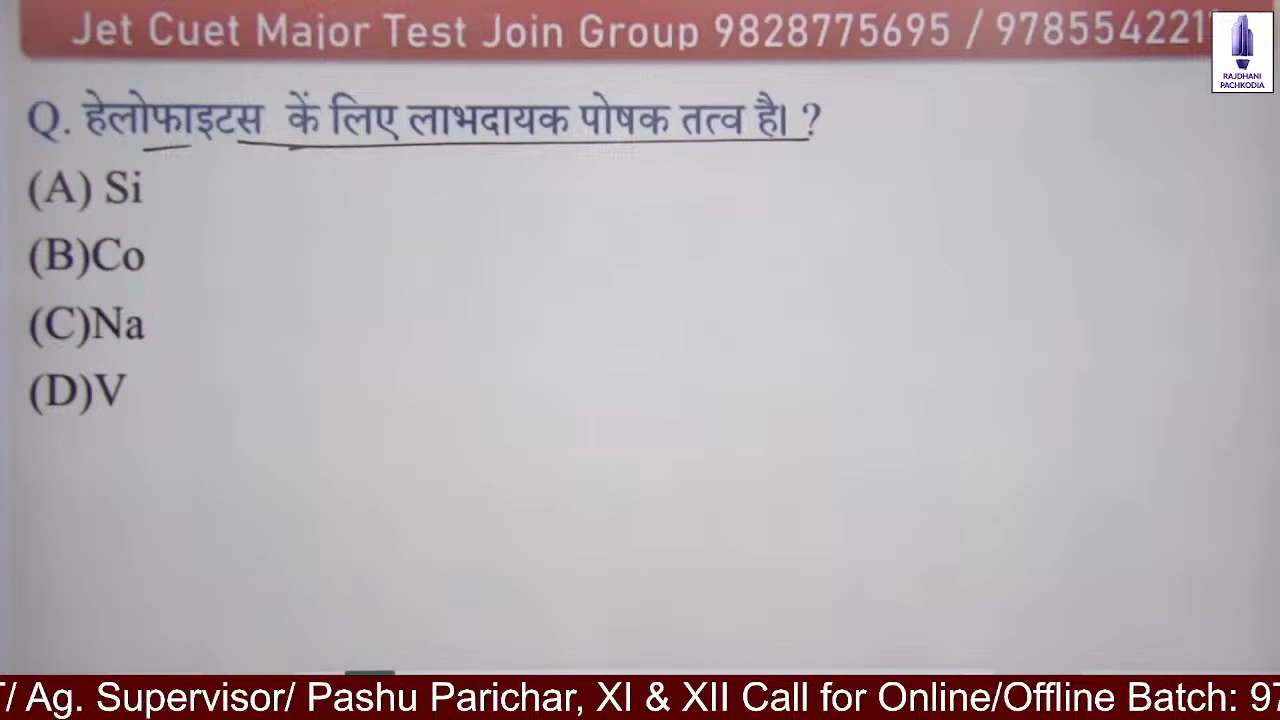 Jet Cuet Major Test Join Group 9828775695 / 978554221
RAJDHANI
PACHKODIA
Q. हेलोफाइटस कें लिए लाभदायक पोषक तत्व है। ?
(A) Si
(B)Co
(C)Na
(D)V
/ Ag. Supervisor/ Pashu Parichar, XI & XII Call for Online/Offline Batch: 97